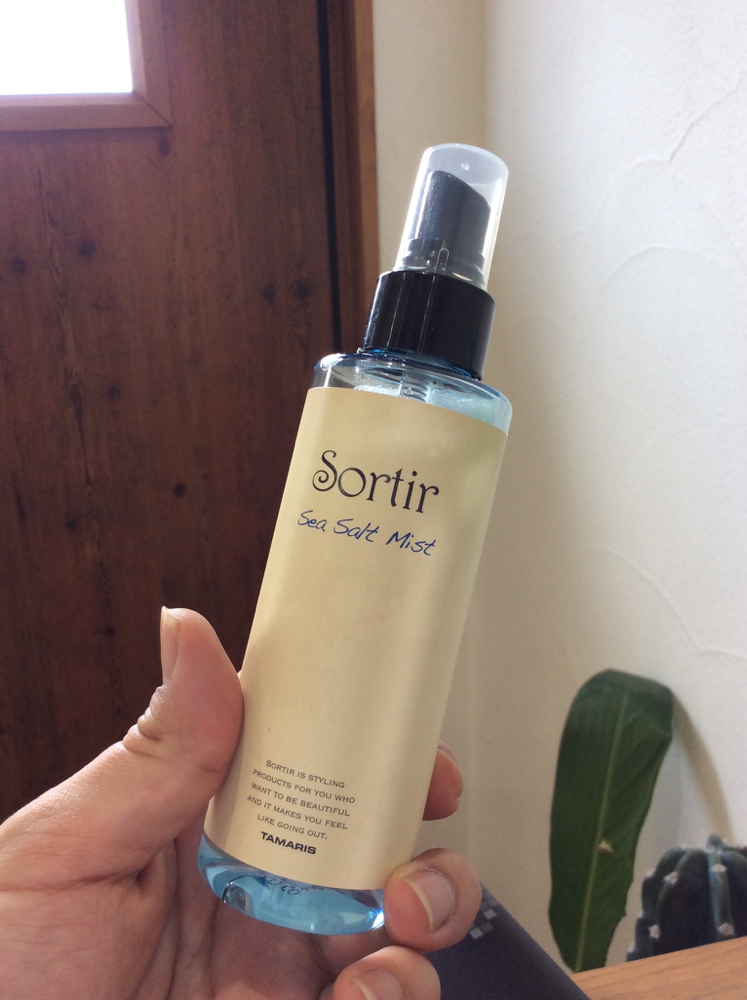 Sortir
Sea Salt Mist
SORTIR IS STYLING
PRODUCTS FOR YOU WHO
WANT TO BE BEAUTIFUL
AND IT MAKES YOU FEEL
LIKE GOING OUT.
TAMARIS